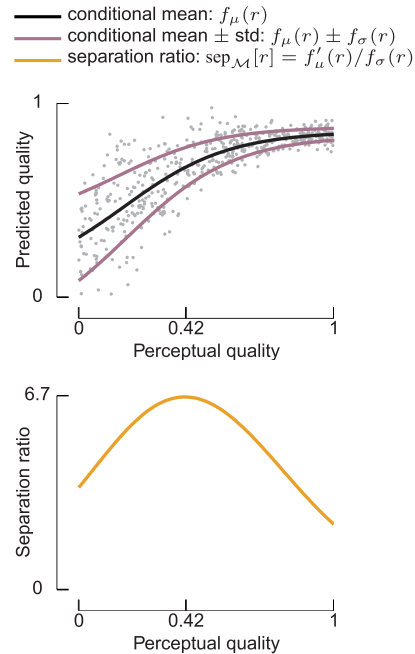 conditional mean: f_μ(r)
conditional mean ± std: f_μ(r) ± f_σ(r)
separation ratio: sep_ℳ[r] = f′_μ(r)/f_σ(r)
1
Predicted quality
0
0 0.42 1
Perceptual quality
6.7
Separation ratio
0
0 0.42 1
Perceptual quality